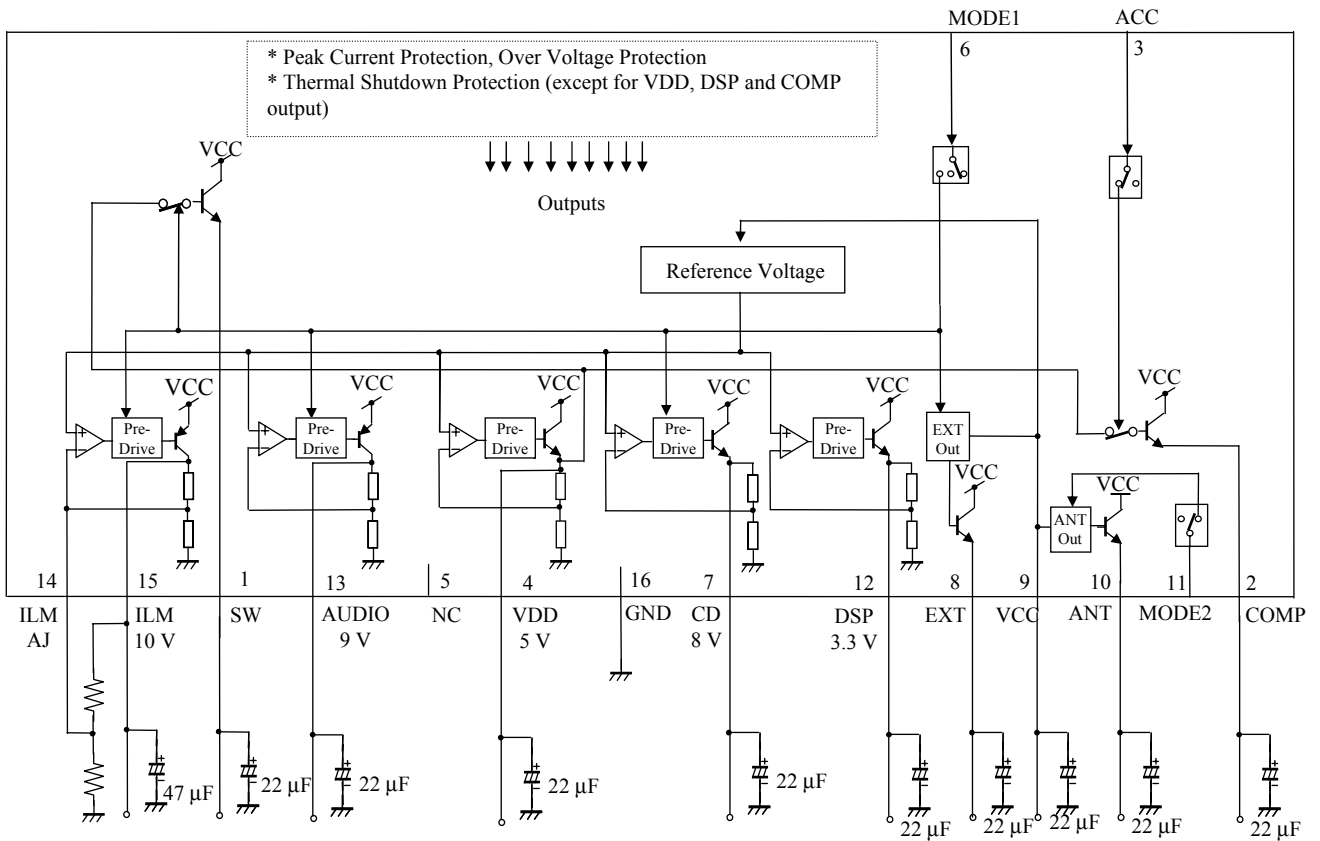 MODE1 ACC
6 3
* Peak Current Protection, Over Voltage Protection
* Thermal Shutdown Protection (except for VDD, DSP and COMP
output)
VCC
Outputs
Reference Voltage
VCC VCC VCC VCC VCC VCC
+ − Pre-
Drive
+ − Pre-
Drive
+ − Pre-
Drive
+ − Pre-
Drive
+ − Pre-
Drive
EXT
Out
VCC VCC
ANT
Out
14 15 1 13 5 4 16 7 12 8 9 10 11 2
ILM ILM SW AUDIO NC VDD GND CD DSP EXT VCC ANT MODE2 COMP
AJ 10 V 9 V 5 V 8 V 3.3 V
+ − + − + − + − + − + − + − + − + − + −
47 µF 22 µF 22 µF 22 µF 22 µF
22 µF 22 µF 22 µF 22 µF 22 µF